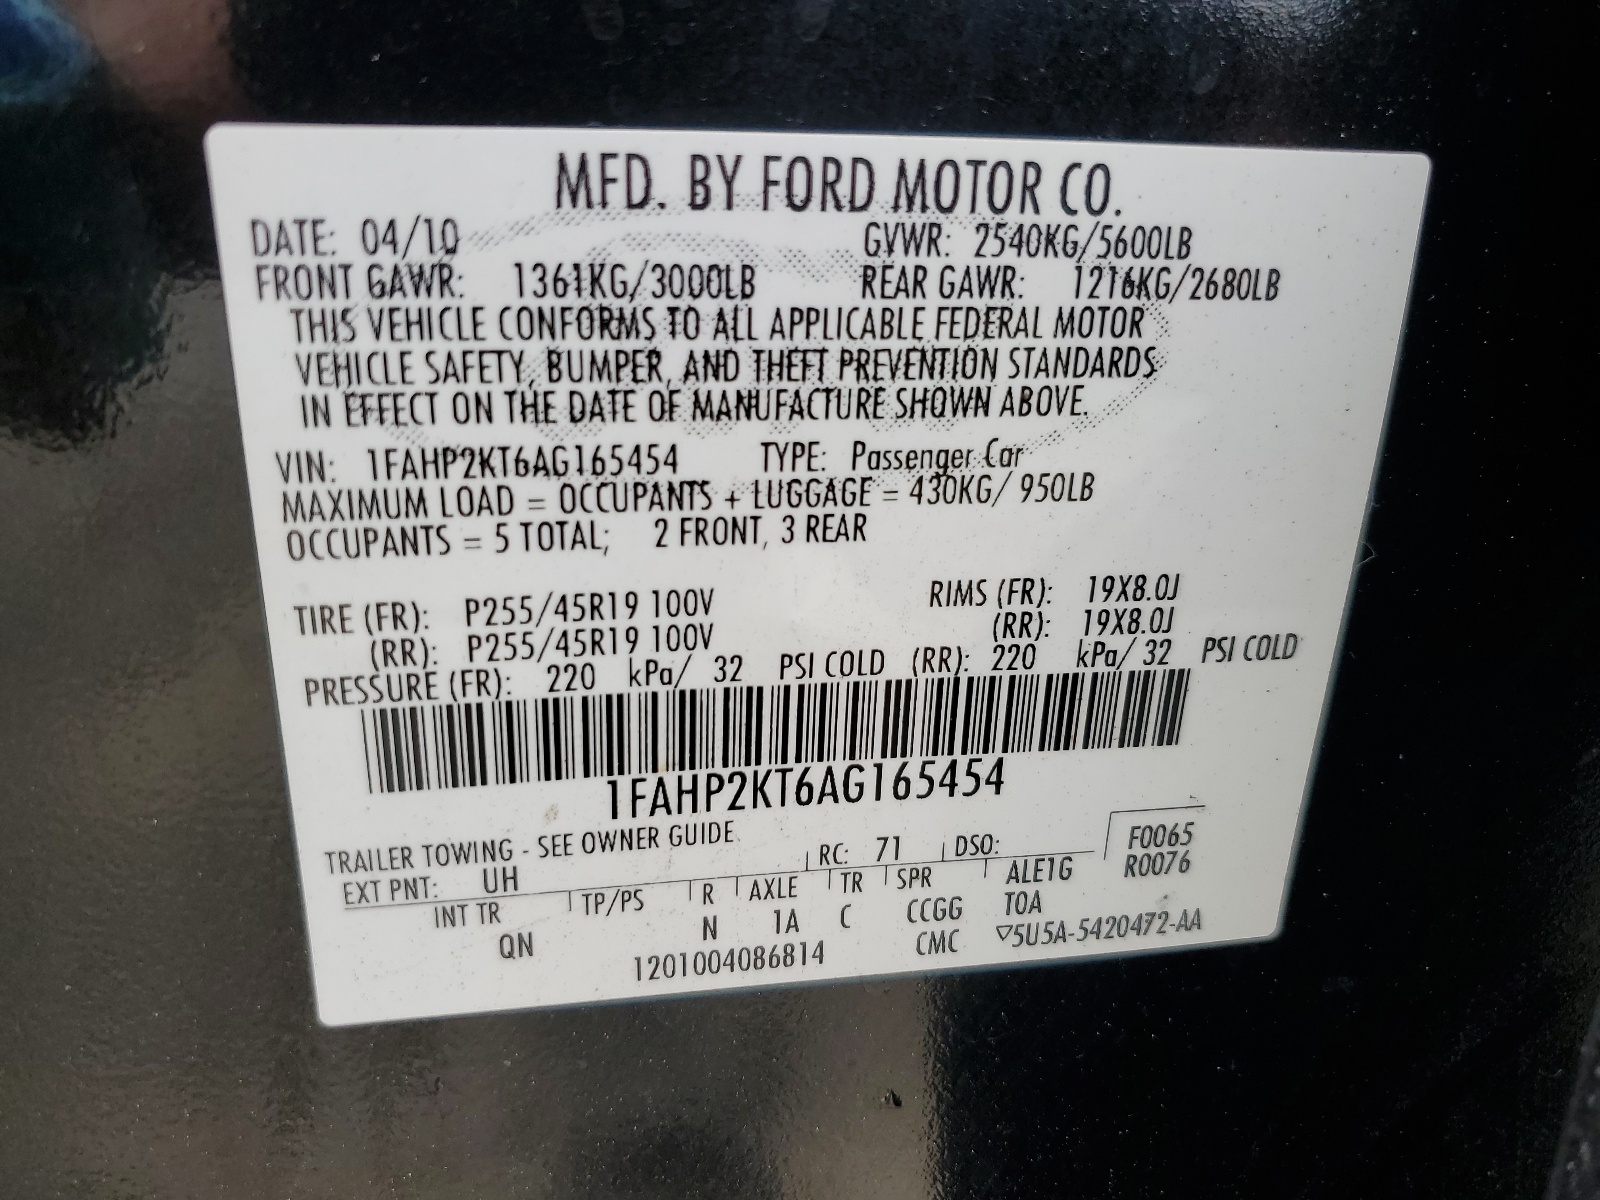 MFD. BY FORD MOTOR CO.
DATE: 04/10 GVWR: 2540KG/5600LB
FRONT GAWR: 1361KG/3000LB REAR GAWR: 1216KG/2680LB
THIS VEHICLE CONFORMS TO ALL APPLICABLE FEDERAL MOTOR
VEHICLE SAFETY, BUMPER, AND THEFT PREVENTION STANDARDS
IN EFFECT ON THE DATE OF MANUFACTURE SHOWN ABOVE.
VIN: 1FAHP2KT6AG165454 TYPE: Passenger Car
MAXIMUM LOAD = OCCUPANTS + LUGGAGE = 430KG/ 950LB
OCCUPANTS = 5 TOTAL; 2 FRONT, 3 REAR
TIRE (FR): P255/45R19 100V RIMS (FR): 19X8.0J
(RR): P255/45R19 100V (RR): 19X8.0J
PRESSURE (FR): 220 kPa/ 32 PSI COLD (RR): 220 kPa/ 32 PSI COLD
1FAHP2KT6AG165454
TRAILER TOWING - SEE OWNER GUIDE
RC: 71 DSO: F0065
EXT PNT: UH R0076
INT TR TP/PS R AXLE TR SPR ALE1G
QN N 1A C CCGG TOA
1201004086814 CMC ▽5U5A-5420472-AA